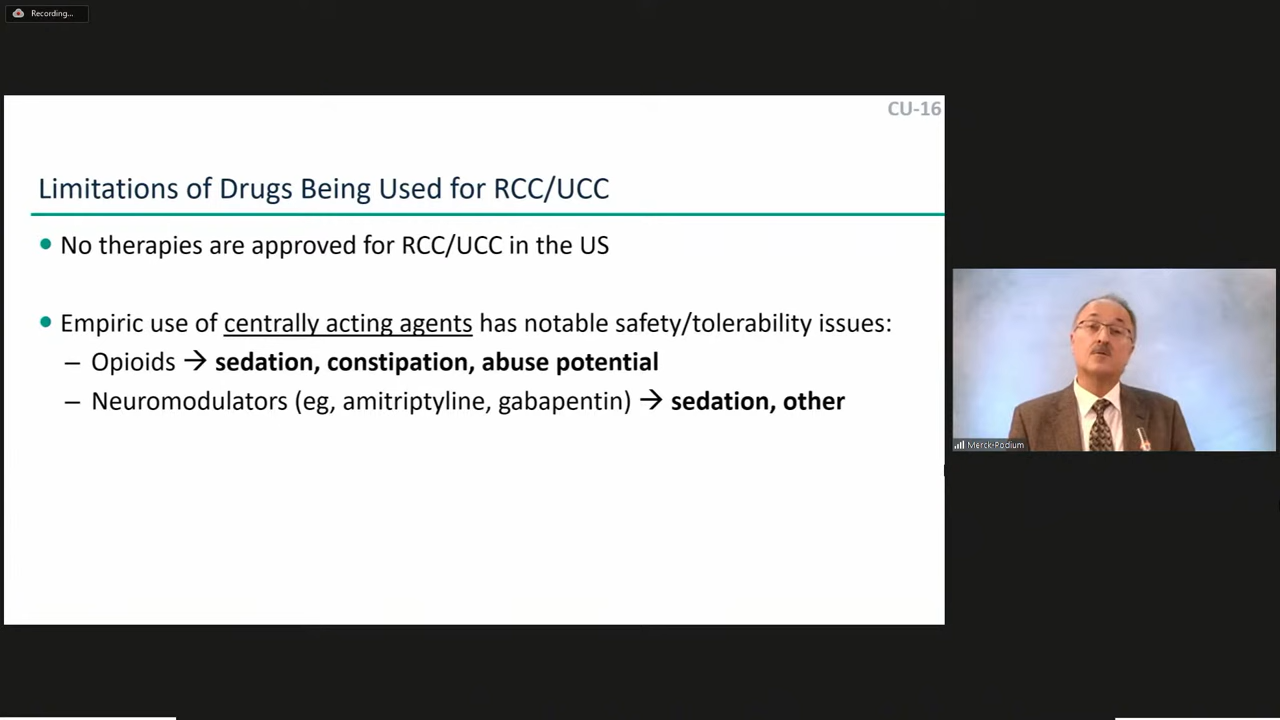 Recording...
CU-16
Limitations of Drugs Being Used for RCC/UCC
• No therapies are approved for RCC/UCC in the US
• Empiric use of centrally acting agents has notable safety/tolerability issues:
– Opioids → sedation, constipation, abuse potential
– Neuromodulators (eg, amitriptyline, gabapentin) → sedation, other
Merck-Podium